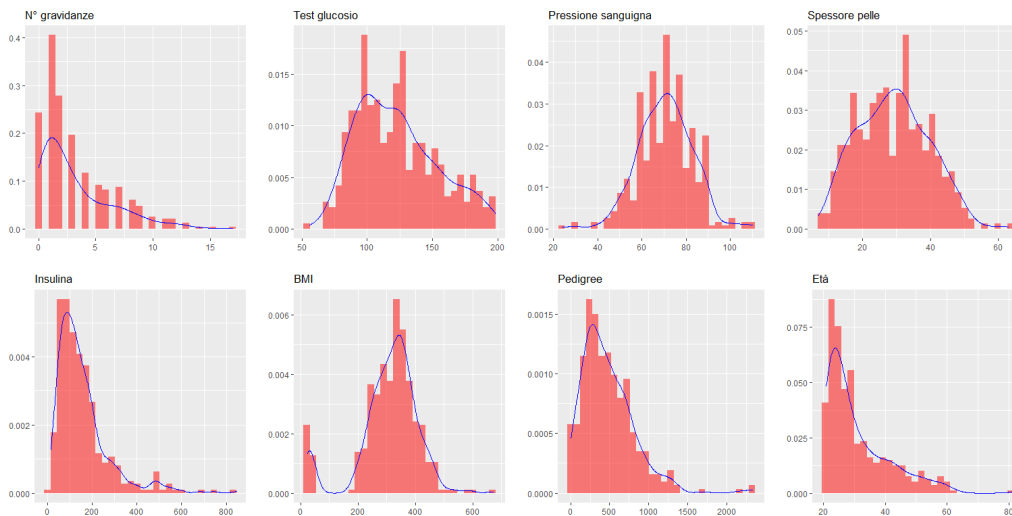 N° gravidanze
0.4
0.3
0.2
0.1
0.0
0 5 10 15
Test glucosio
0.015
0.010
0.005
0.000
50 100 150 200
Pressione sanguigna
0.04
0.03
0.02
0.01
0.00
20 40 60 80 100
Spessore pelle
0.05
0.04
0.03
0.02
0.01
0.00
20 40 60
Insulina
0.004
0.002
0.000
0 200 400 600 800
BMI
0.006
0.004
0.002
0.000
0 200 400 600
Pedigree
0.0015
0.0010
0.0005
0.0000
0 500 1000 1500 2000
Età
0.075
0.050
0.025
0.000
20 40 60 80